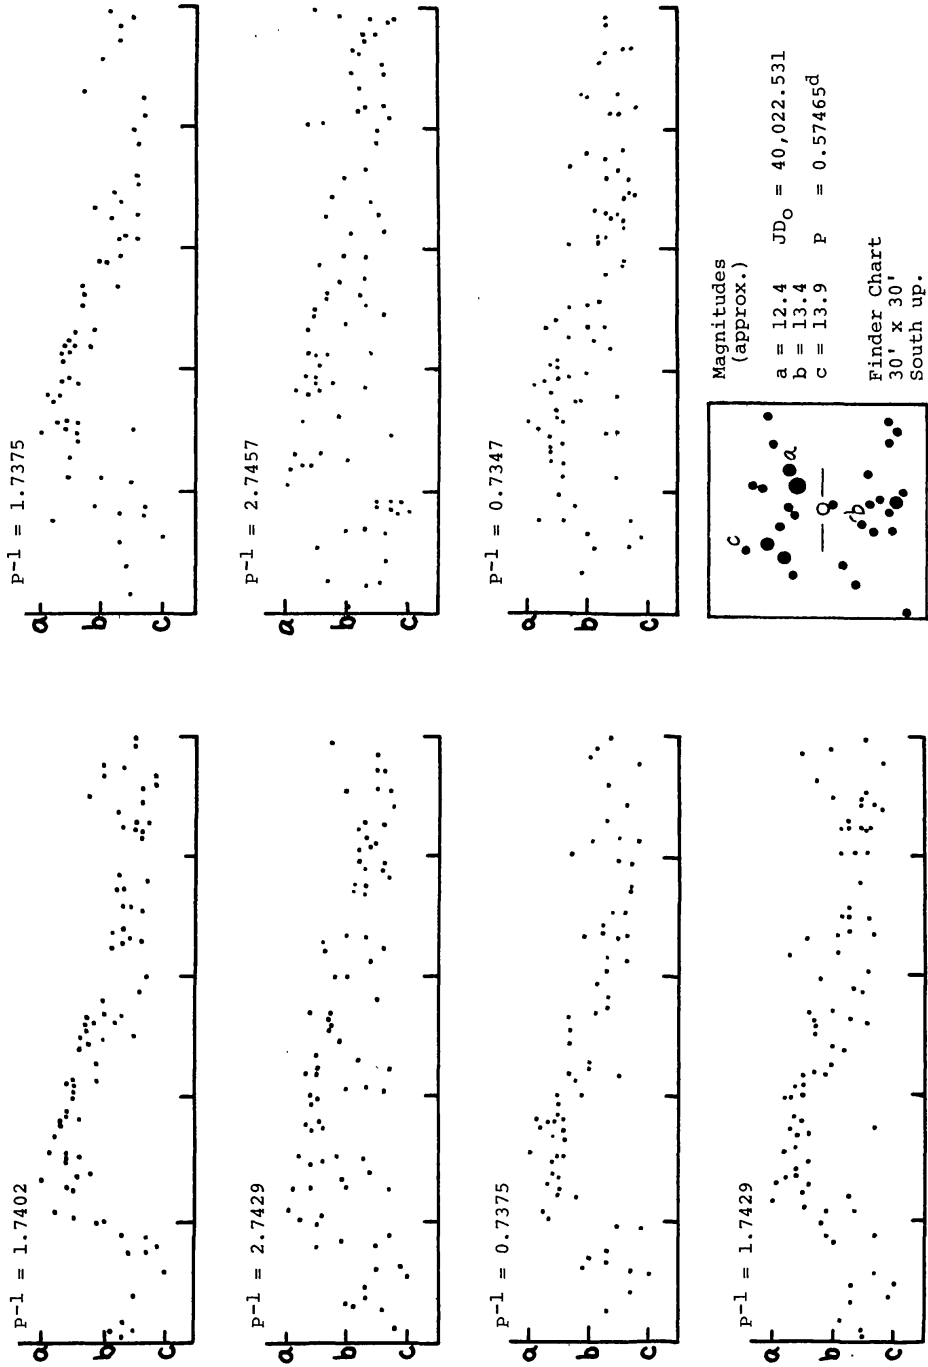 P⁻¹ = 1.7402
a
b
c
P⁻¹ = 1.7375
a
b
c
P⁻¹ = 2.7429
a
b
c
P⁻¹ = 2.7457
a
b
c
P⁻¹ = 0.7375
a
b
c
P⁻¹ = 0.7347
a
b
c
P⁻¹ = 1.7429
a
b
c
c
a
b
Magnitudes
(approx.)
a = 12.4 JD₀ = 40,022.531
b = 13.4
c = 13.9 P = 0.57465ᵈ
Finder Chart
30' x 30'
South up.